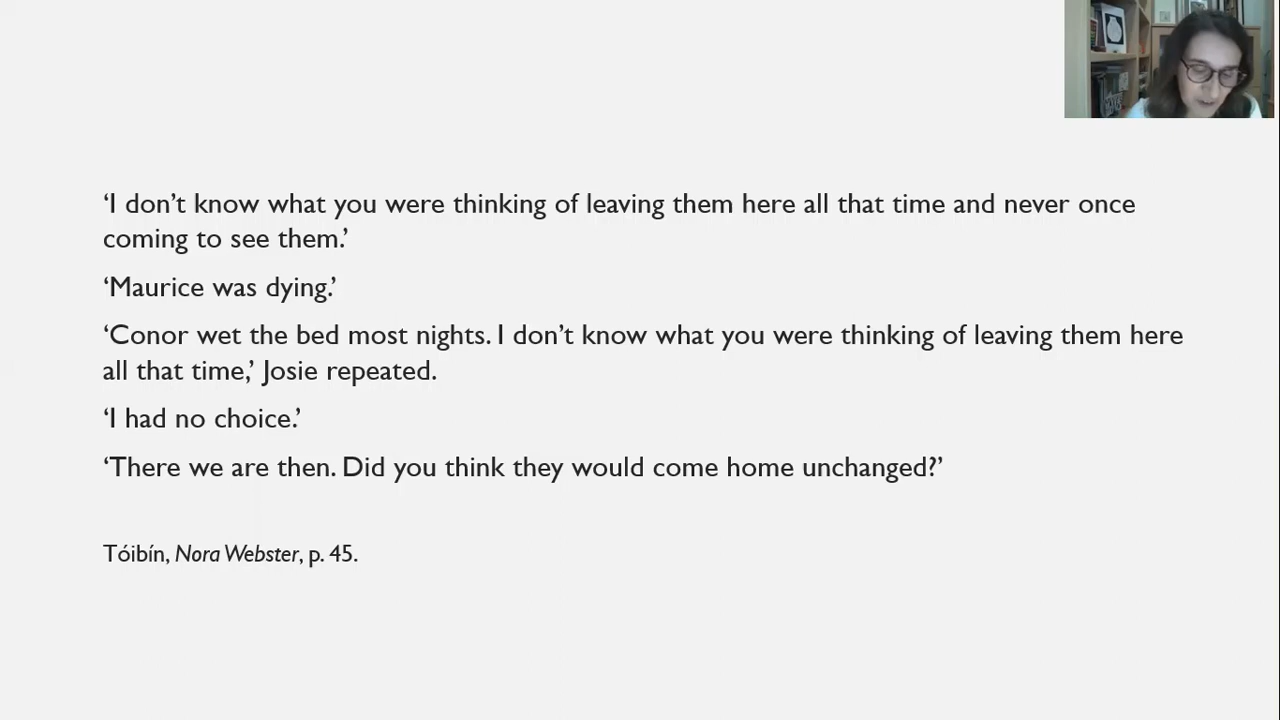 ‘I don’t know what you were thinking of leaving them here all that time and never once
coming to see them.’
‘Maurice was dying.’
‘Conor wet the bed most nights. I don’t know what you were thinking of leaving them here
all that time,’ Josie repeated.
‘I had no choice.’
‘There we are then. Did you think they would come home unchanged?’
Tóibín, Nora Webster, p. 45.